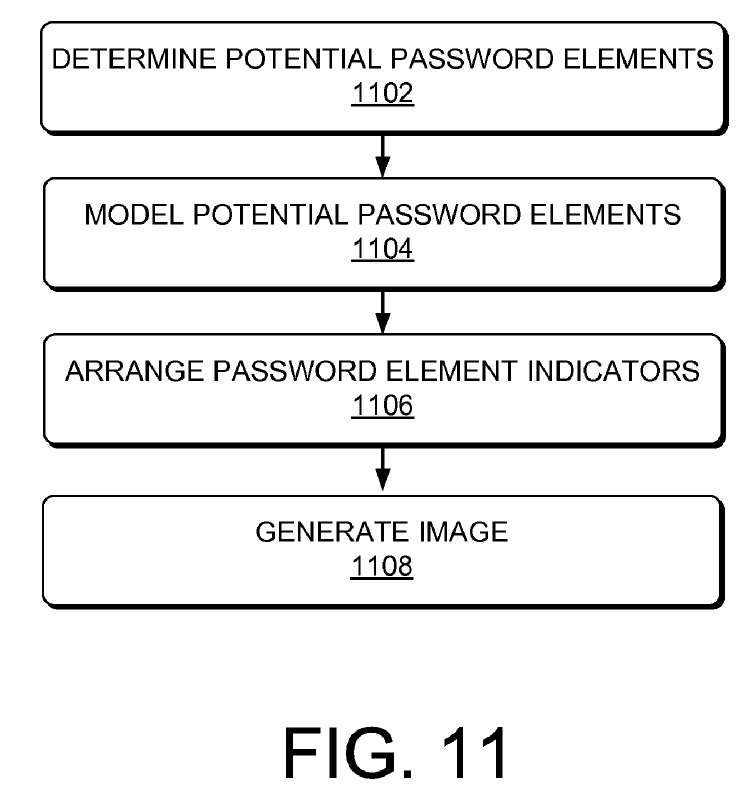 DETERMINE POTENTIAL PASSWORD ELEMENTS
1102
MODEL POTENTIAL PASSWORD ELEMENTS
1104
ARRANGE PASSWORD ELEMENT INDICATORS
1106
GENERATE IMAGE
1108
FIG. 11